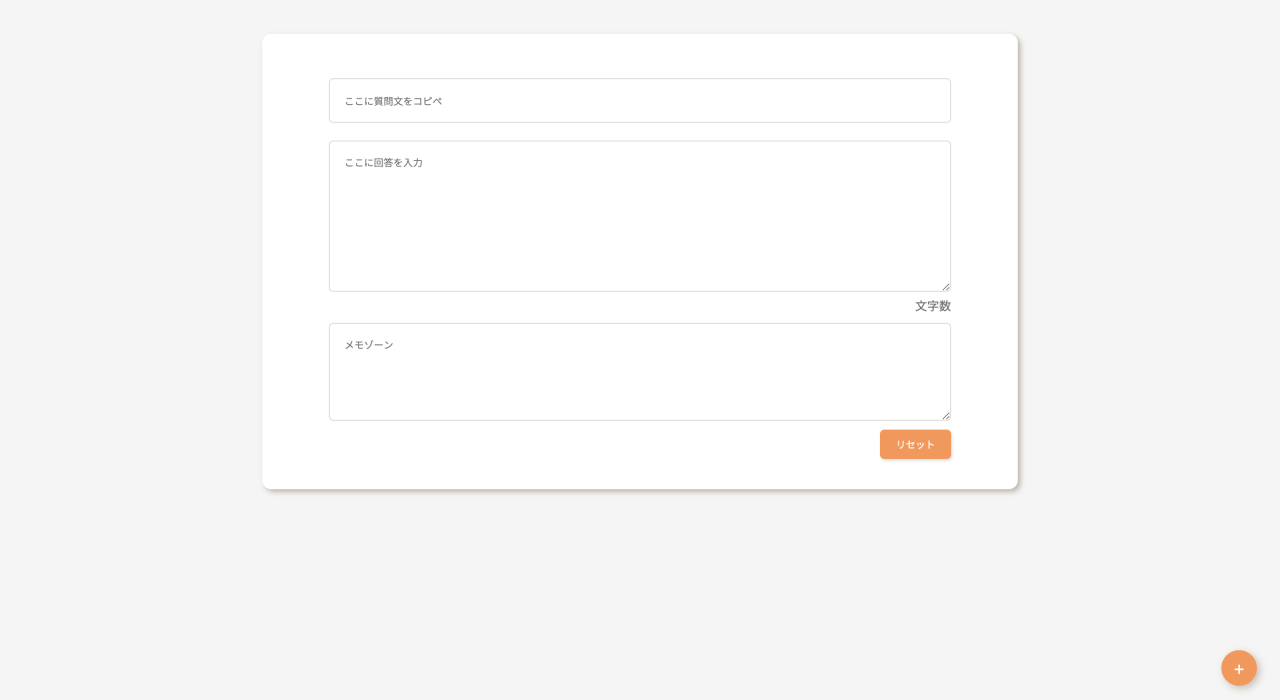 ここに質問文をコピペ
ここに回答を入力
文字数
メモゾーン
リセット
+